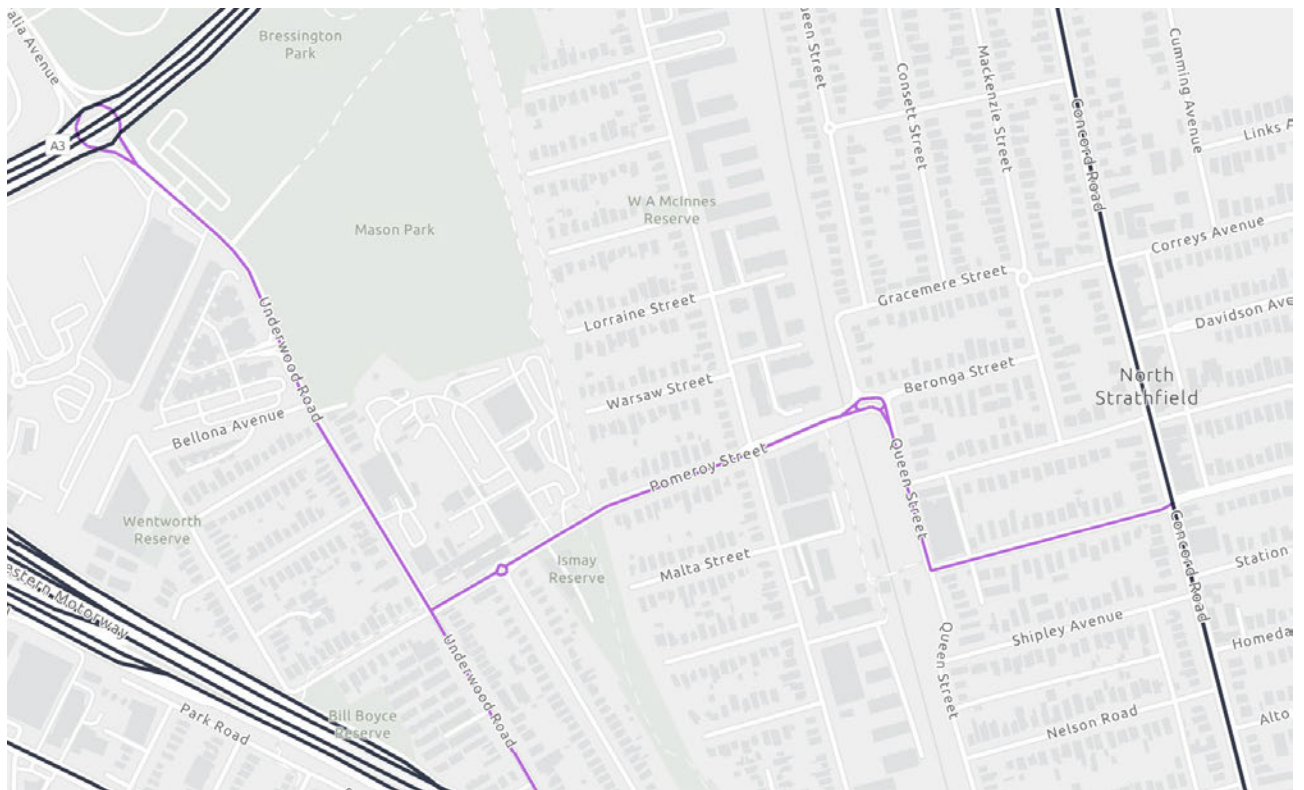 alia Avenue
Bressington
Park
ueen Street
Consett Street
Mackenzie Street
Cumming Avenue
Concord Road
Links A
A3
W A McInnes
Reserve
Mason Park
Correys Avenue
Gracemere Street
Lorraine Street
Davidson Ave
Underwood Road
Beronga Street
North
Strathfield
Warsaw Street
Bellona Avenue
Pomeroy Street
Queen Street
Wentworth
Reserve
Concord Road
Ismay
Reserve
Malta Street
Station
estern Motorway
Shipley Avenue
Homeda
Underwood Road
Queen Street
Park Road
Bill Boyce
Reserve
Nelson Road
Alto